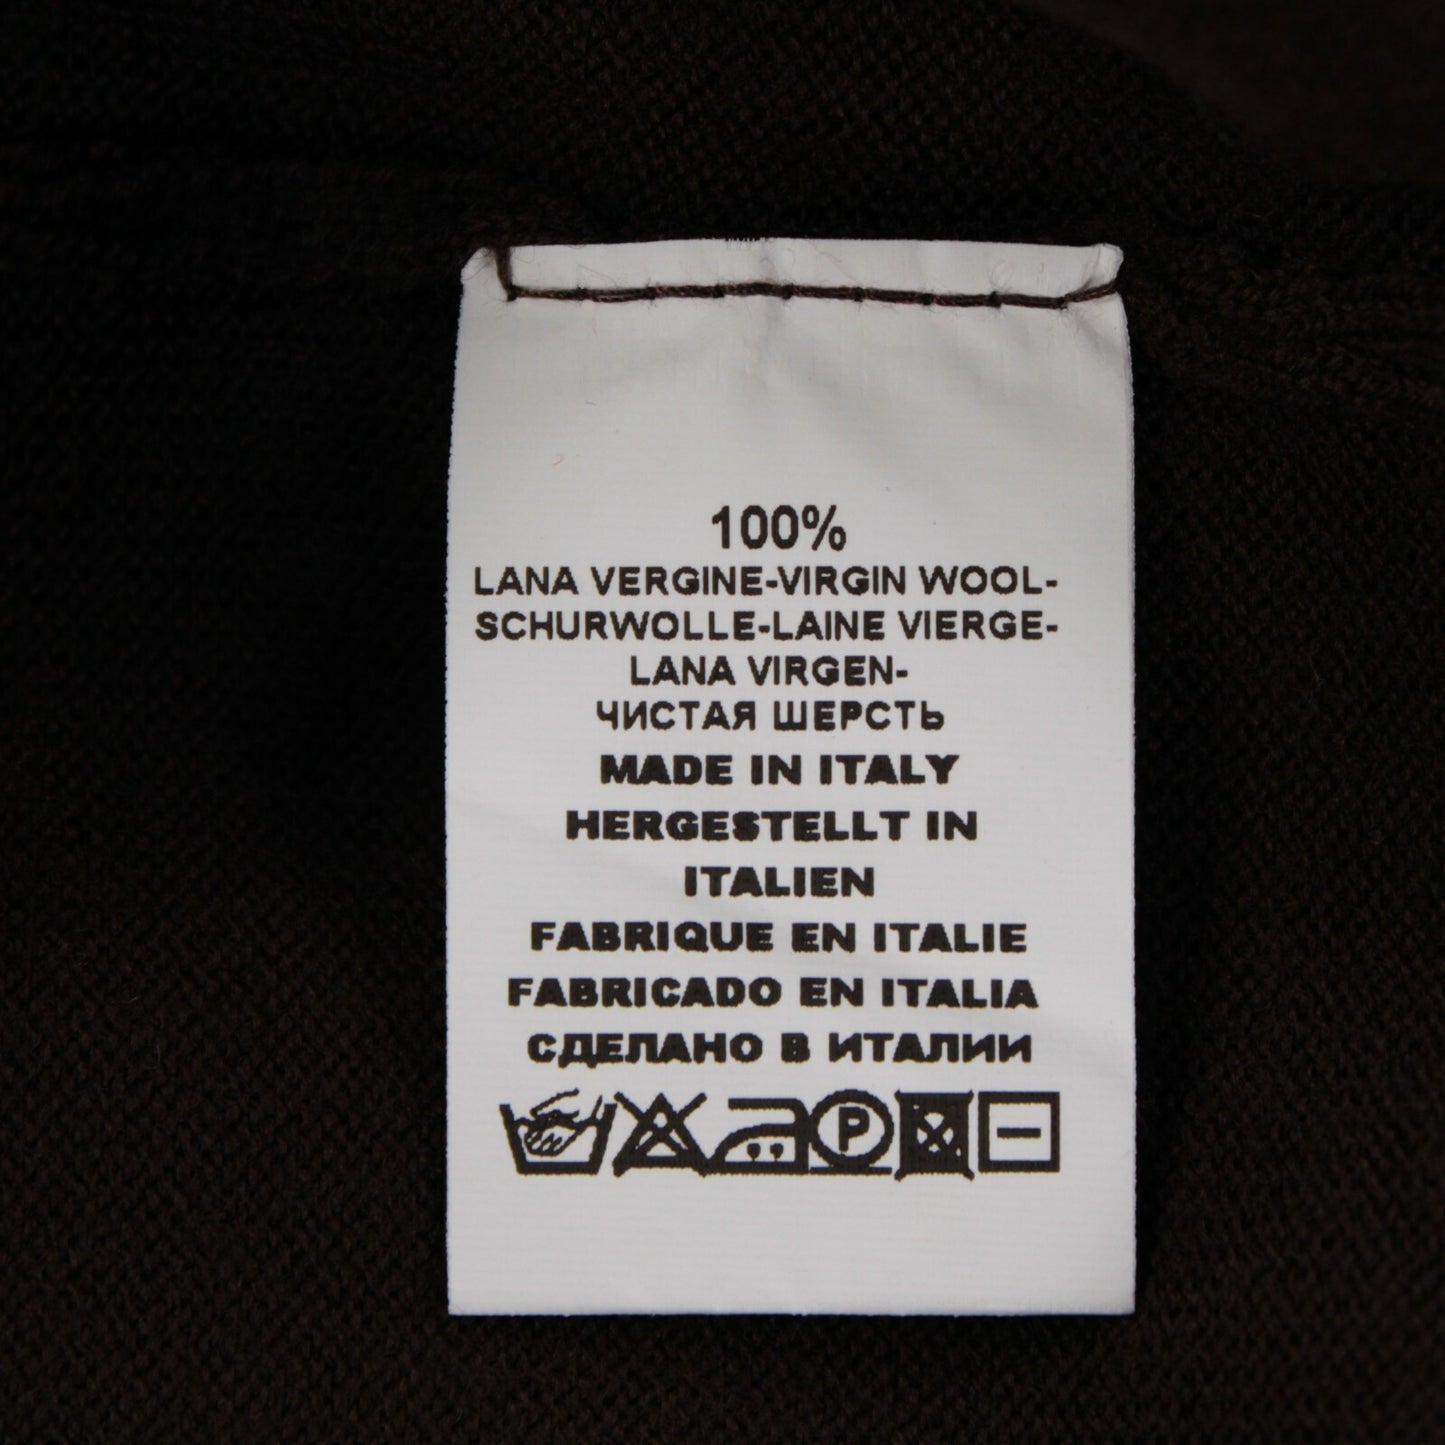 100%
LANA VERGINE-VIRGIN WOOL-
SCHURWOLLE-LAINE VIERGE-
LANA VIRGEN-
ЧИСТАЯ ШЕРСТЬ
MADE IN ITALY
HERGESTELLT IN
ITALIEN
FABRIQUE EN ITALIE
FABRICADO EN ITALIA
СДЕЛАНО В ИТАЛИИ
P